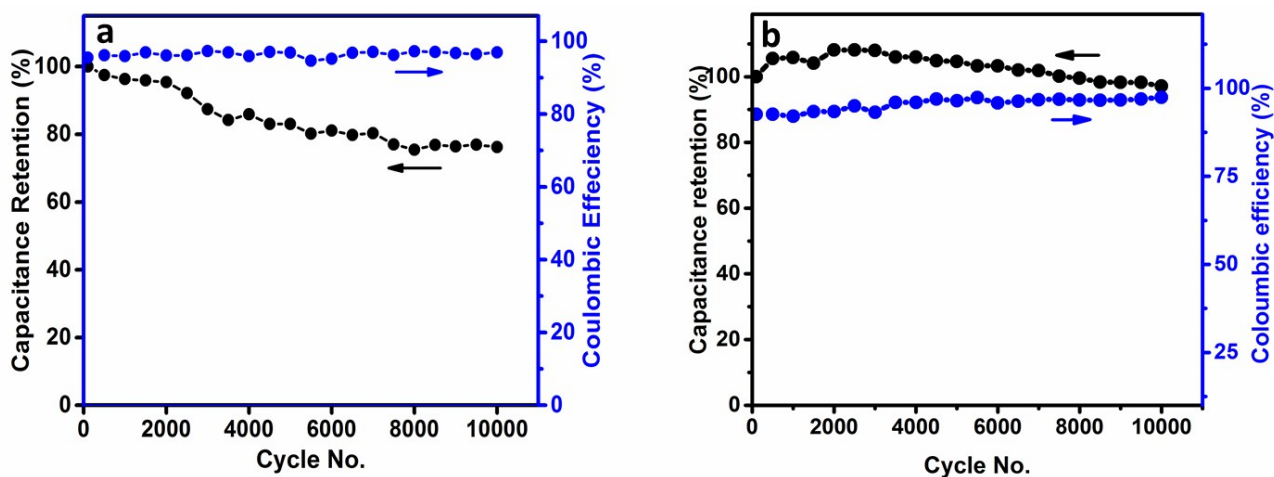 a
Capacitance Retention (%)
100
80
60
40
20
0
0 2000 4000 6000 8000 10000
Cycle No.
100
80
60
40
20
0
Coulombic Effeciency (%)
b
Capacitance retention (%)
100
80
60
40
20
0
0 2000 4000 6000 8000 10000
Cycle No.
100
75
50
25
Coloumbic efficiency (%)